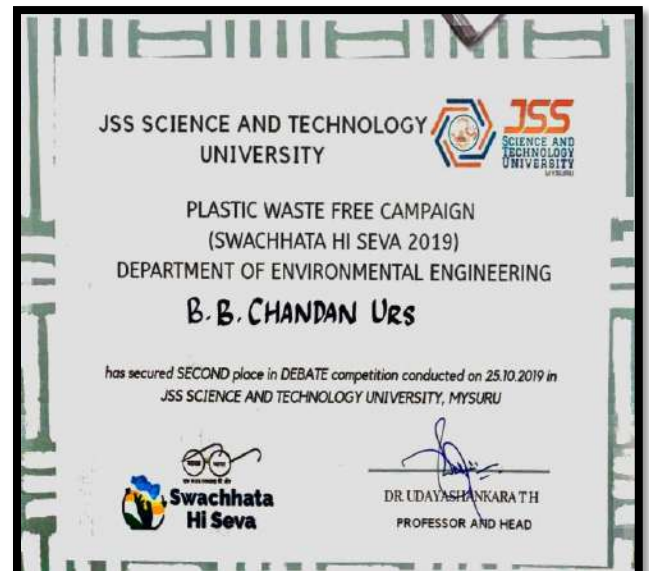 JSS SCIENCE AND TECHNOLOGY
UNIVERSITY
JSS
SCIENCE AND
TECHNOLOGY
UNIVERSITY
MYSURU
PLASTIC WASTE FREE CAMPAIGN
(SWACHHATA HI SEVA 2019)
DEPARTMENT OF ENVIRONMENTAL ENGINEERING
B.B. CHANDAN URS
has secured SECOND place in DEBATE competition conducted on 25.10.2019 in
JSS SCIENCE AND TECHNOLOGY UNIVERSITY, MYSURU
Swachhata
Hi Seva
DR. UDAYASHANKARA T H
PROFESSOR AND HEAD